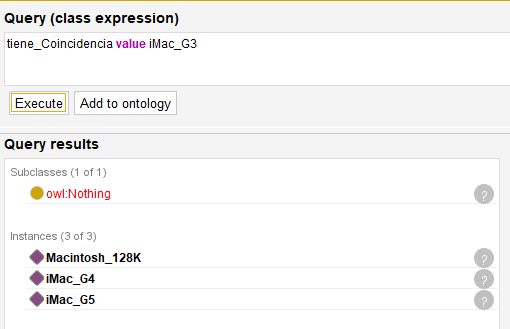 Query (class expression)
tiene_Coincidencia value iMac_G3
Execute Add to ontology
Query results
Subclasses (1 of 1)
owl:Nothing ?
Instances (3 of 3)
Macintosh_128K ?
iMac_G4 ?
iMac_G5 ?